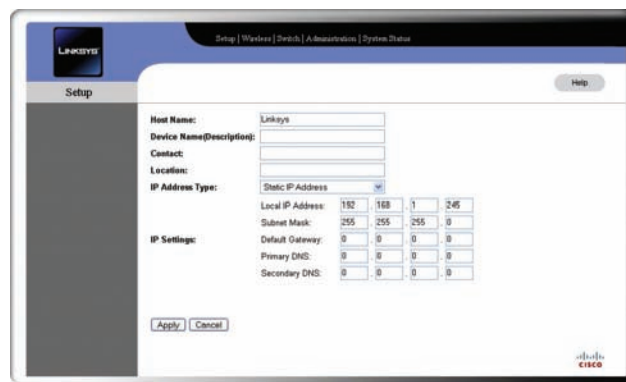 LINKSYS®
Setup | Wireless | Switch | Administration | System Status
Setup
Help
Host Name: Linksys
Device Name(Description):
Contact:
Location:
IP Address Type: Static IP Address
IP Settings:
Local IP Address: 192 . 168 . 1 . 245
Subnet Mask: 255 . 255 . 255 . 0
Default Gateway: 0 . 0 . 0 . 0
Primary DNS: 0 . 0 . 0 . 0
Secondary DNS: 0 . 0 . 0 . 0
Apply Cancel
CISCO